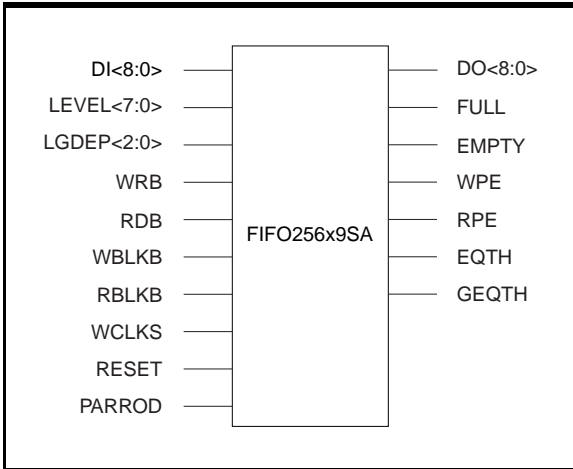 DI<8:0>
LEVEL<7:0>
LGDEP<2:0>
WRB
RDB
WBLKB
RBLKB
WCLKS
RESET
PARROD
FIFO256x9SA
DO<8:0>
FULL
EMPTY
WPE
RPE
EQTH
GEQTH